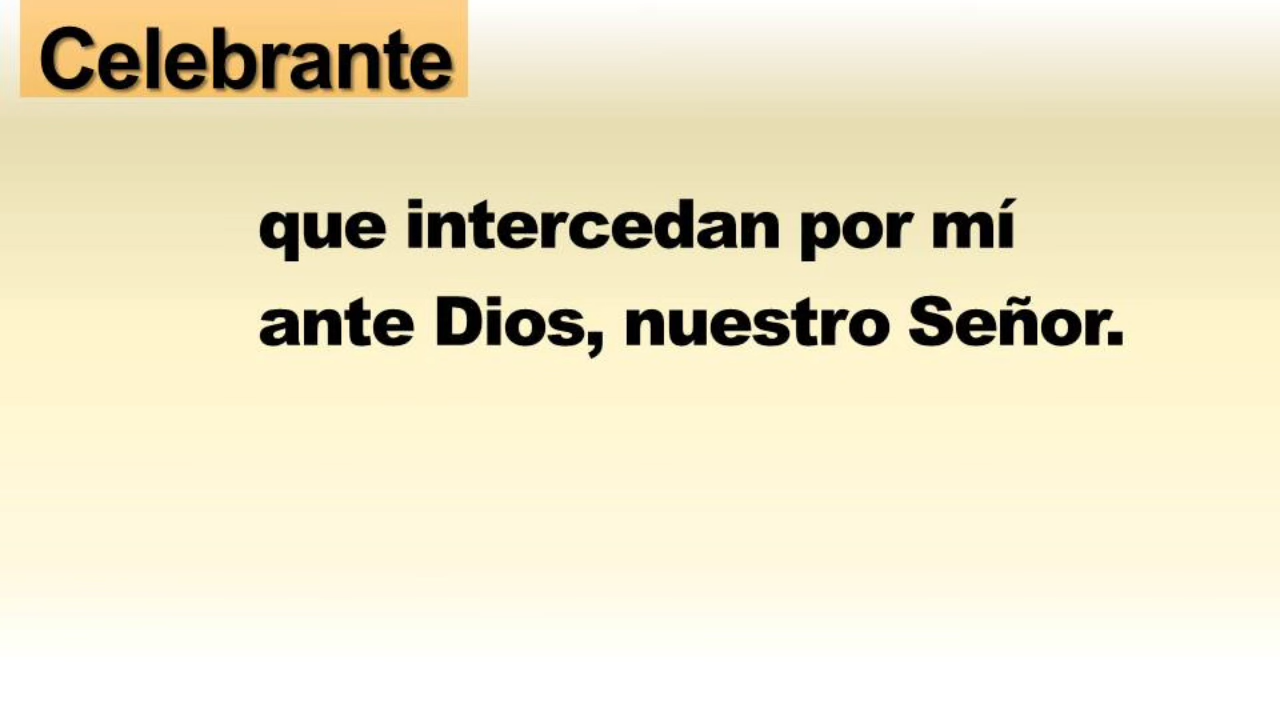 Celebrante
que intercedan por mí
ante Dios, nuestro Señor.